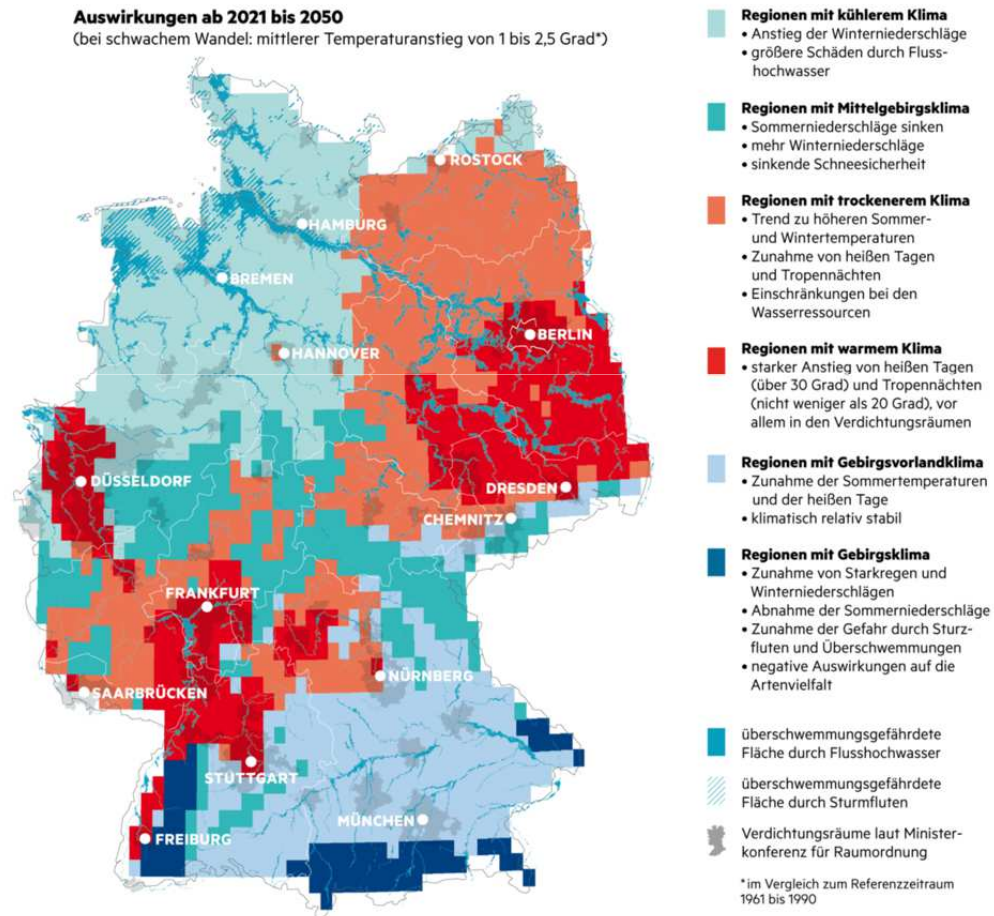 Auswirkungen ab 2021 bis 2050
(bei schwachem Wandel: mittlerer Temperaturanstieg von 1 bis 2,5 Grad*)
ROSTOCK
HAMBURG
BREMEN
BERLIN
HANNOVER
DÜSSELDORF
DRESDEN
CHEMNITZ
FRANKFURT
NÜRNBERG
SAARBRÜCKEN
STUTTGART
MÜNCHEN
FREIBURG
Regionen mit kühlerem Klima
• Anstieg der Winterniederschläge
• größere Schäden durch Fluss-
hochwasser
Regionen mit Mittelgebirgsklima
• Sommerniederschläge sinken
• mehr Winterniederschläge
• sinkende Schneesicherheit
Regionen mit trockenerem Klima
• Trend zu höheren Sommer-
und Wintertemperaturen
• Zunahme von heißen Tagen
und Tropennächten
• Einschränkungen bei den
Wasserressourcen
Regionen mit warmem Klima
• starker Anstieg von heißen Tagen
(über 30 Grad) und Tropennächten
(nicht weniger als 20 Grad), vor
allem in den Verdichtungsräumen
Regionen mit Gebirgsvorlandklima
• Zunahme der Sommertemperaturen
und der heißen Tage
• klimatisch relativ stabil
Regionen mit Gebirgsklima
• Zunahme von Starkregen und
Winterniederschlägen
• Abnahme der Sommerniederschläge
• Zunahme der Gefahr durch Sturz-
fluten und Überschwemmungen
• negative Auswirkungen auf die
Artenvielfalt
überschwemmungsgefährdete
Fläche durch Flusshochwasser
überschwemmungsgefährdete
Fläche durch Sturmfluten
Verdichtungsräume laut Minister-
konferenz für Raumordnung
*im Vergleich zum Referenzzeitraum
1961 bis 1990